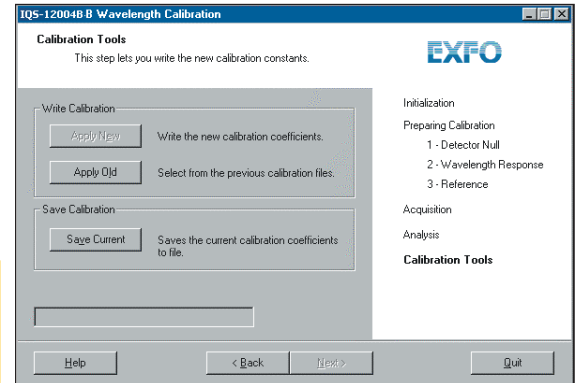 IQS-12004B B Wavelength Calibration
Calibration Tools
This step lets you write the new calibration constants.
EXFO
Write Calibration
Apply New
Write the new calibration coefficients.
Apply Old
Select from the previous calibration files.
Save Calibration
Save Current
Saves the current calibration coefficients
to file.
Initialization
Preparing Calibration
1 - Detector Null
2 - Wavelength Response
3 - Reference
Acquisition
Analysis
Calibration Tools
Help
< Back
Next >
Quit